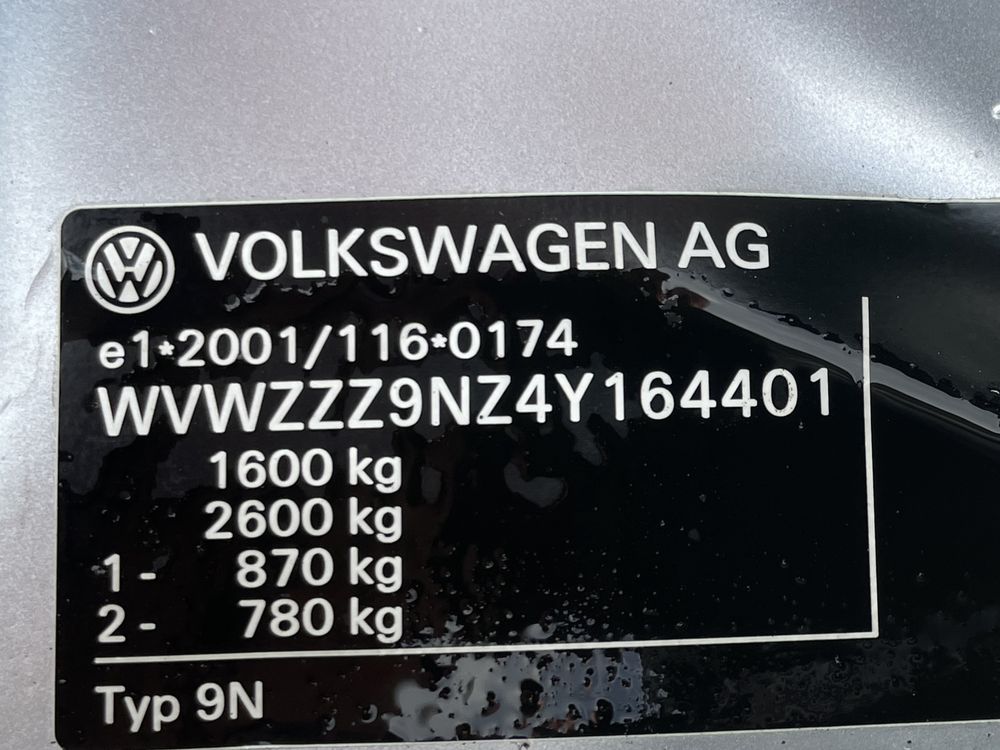 VOLKSWAGEN AG
e1*2001/116*0174
WVWZZZ9NZ4Y164401
1600 kg
2600 kg
1 - 870 kg
2 - 780 kg
Typ 9N